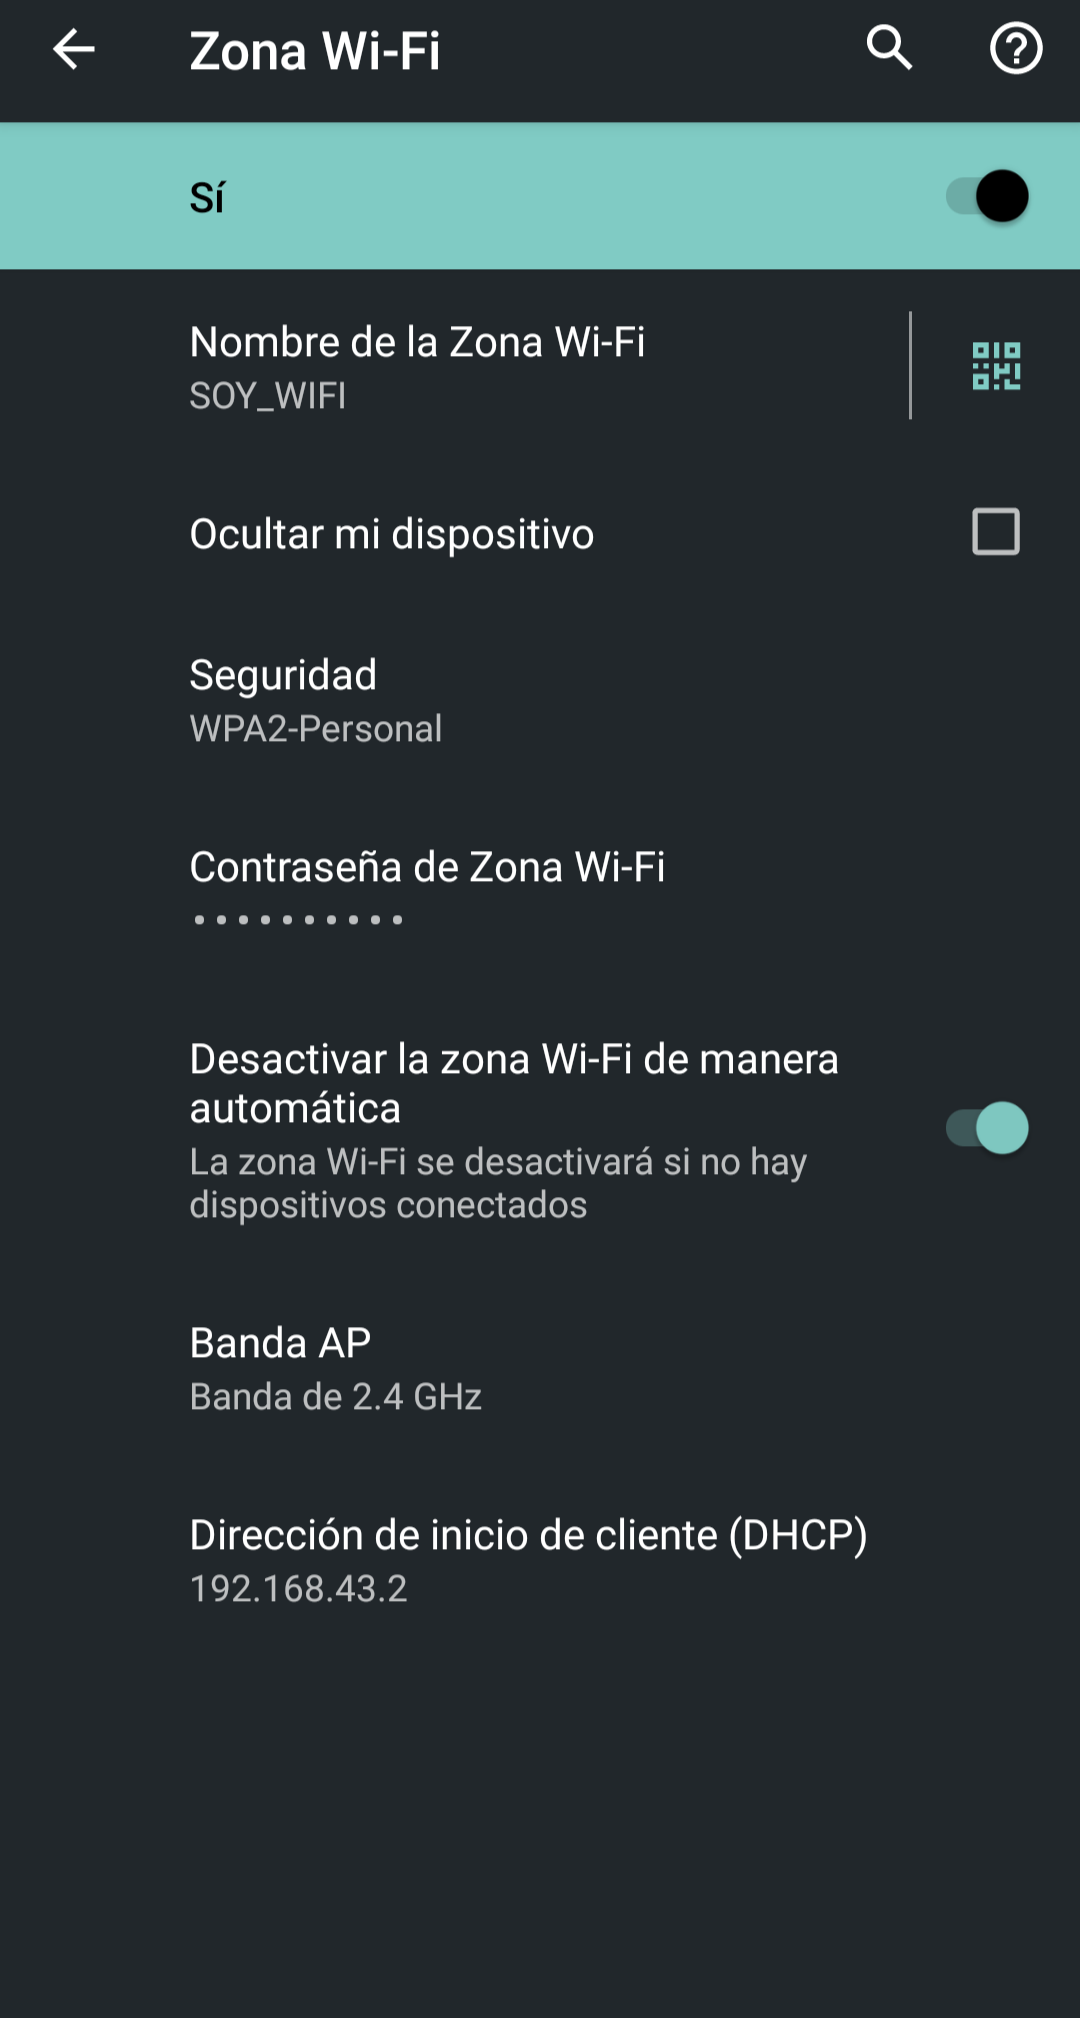 Zona Wi-Fi
Sí
Nombre de la Zona Wi-Fi
SOY_WIFI
Ocultar mi dispositivo
Seguridad
WPA2-Personal
Contraseña de Zona Wi-Fi
••••••••••
Desactivar la zona Wi-Fi de manera
automática
La zona Wi-Fi se desactivará si no hay
dispositivos conectados
Banda AP
Banda de 2.4 GHz
Dirección de inicio de cliente (DHCP)
192.168.43.2